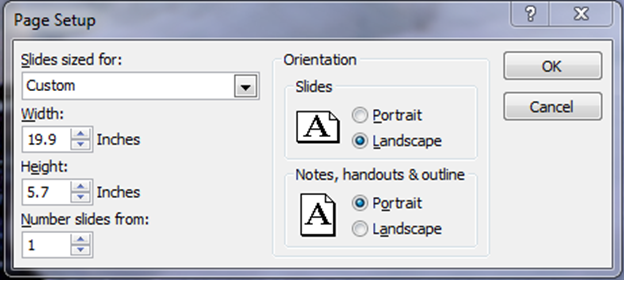 Page Setup
?
Slides sized for:
Custom
Width:
19.9 Inches
Height:
5.7 Inches
Number slides from:
1
Orientation
Slides
A
Portrait
Landscape
Notes, handouts & outline
A
Portrait
Landscape
OK
Cancel